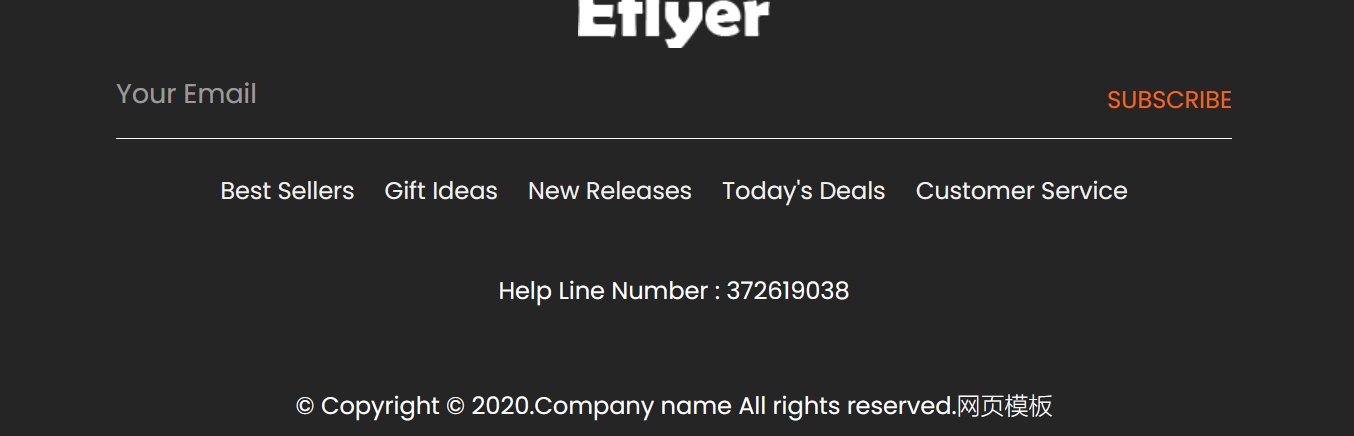 Eflyer
Your Email
SUBSCRIBE
Best Sellers Gift Ideas New Releases Today's Deals Customer Service
Help Line Number : 372619038
© Copyright © 2020.Company name All rights reserved.网页模板